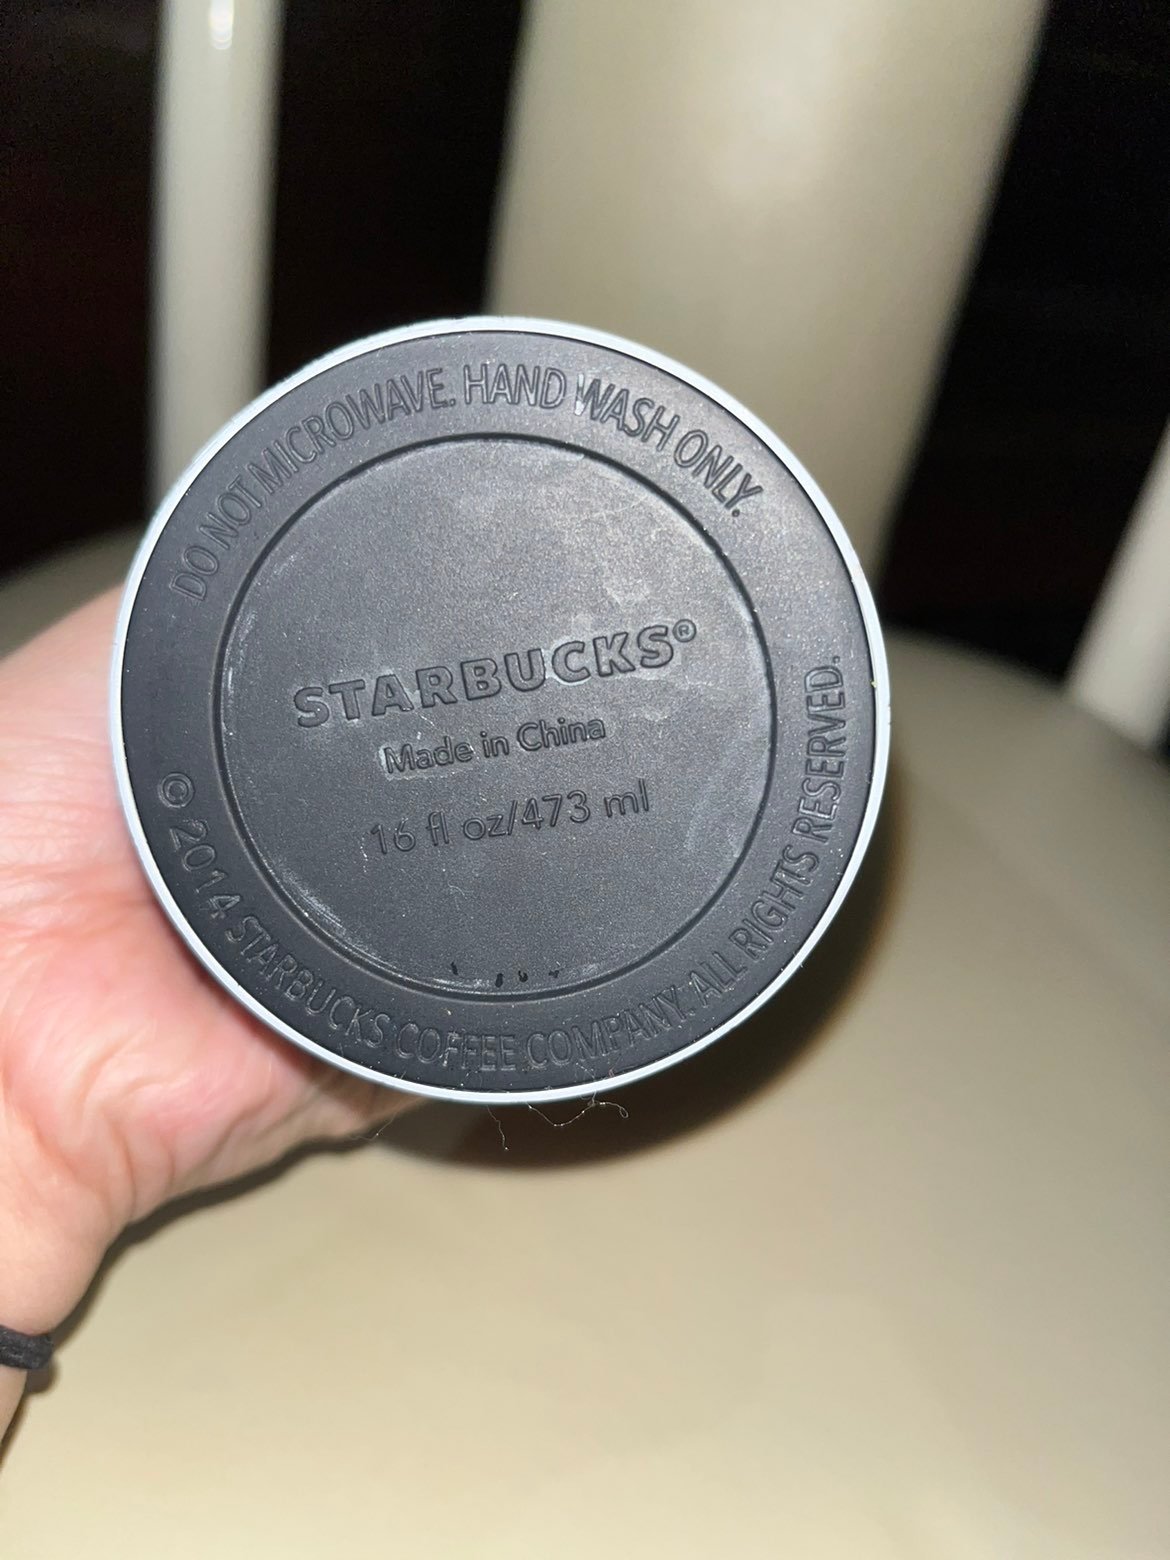 DO NOT MICROWAVE. HAND WASH ONLY.
STARBUCKS®
Made in China
16 fl oz/473 ml
© 2014 STARBUCKS COFFEE COMPANY. ALL RIGHTS RESERVED.